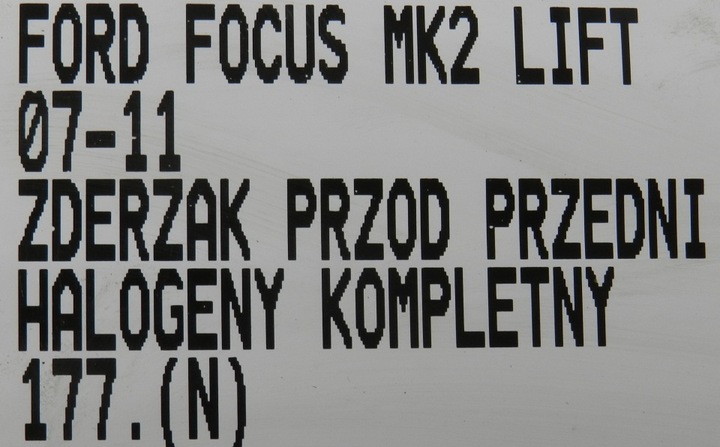 FORD FOCUS MK2 LIFT
07-11
ZDERZAK PRZOD PRZEDNI
HALOGENY KOMPLETNY
177.(N)